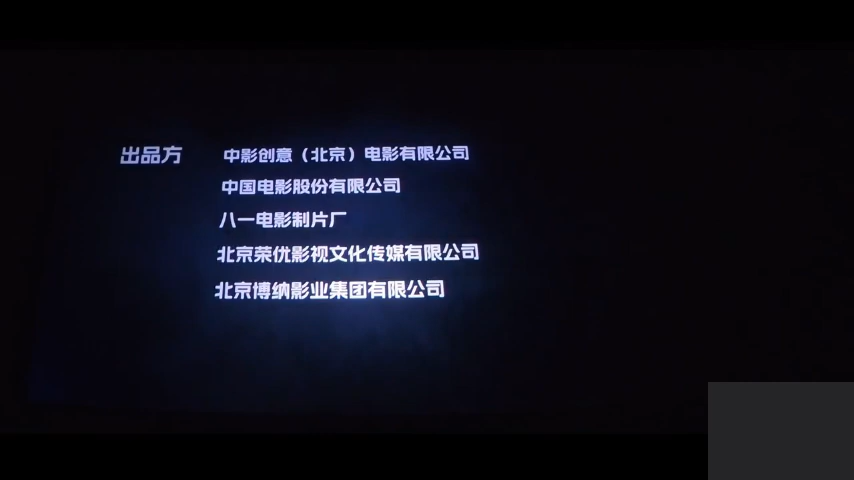 出品方 中影创意（北京）电影有限公司
中国电影股份有限公司
八一电影制片厂
北京荣优影视文化传媒有限公司
北京博纳影业集团有限公司